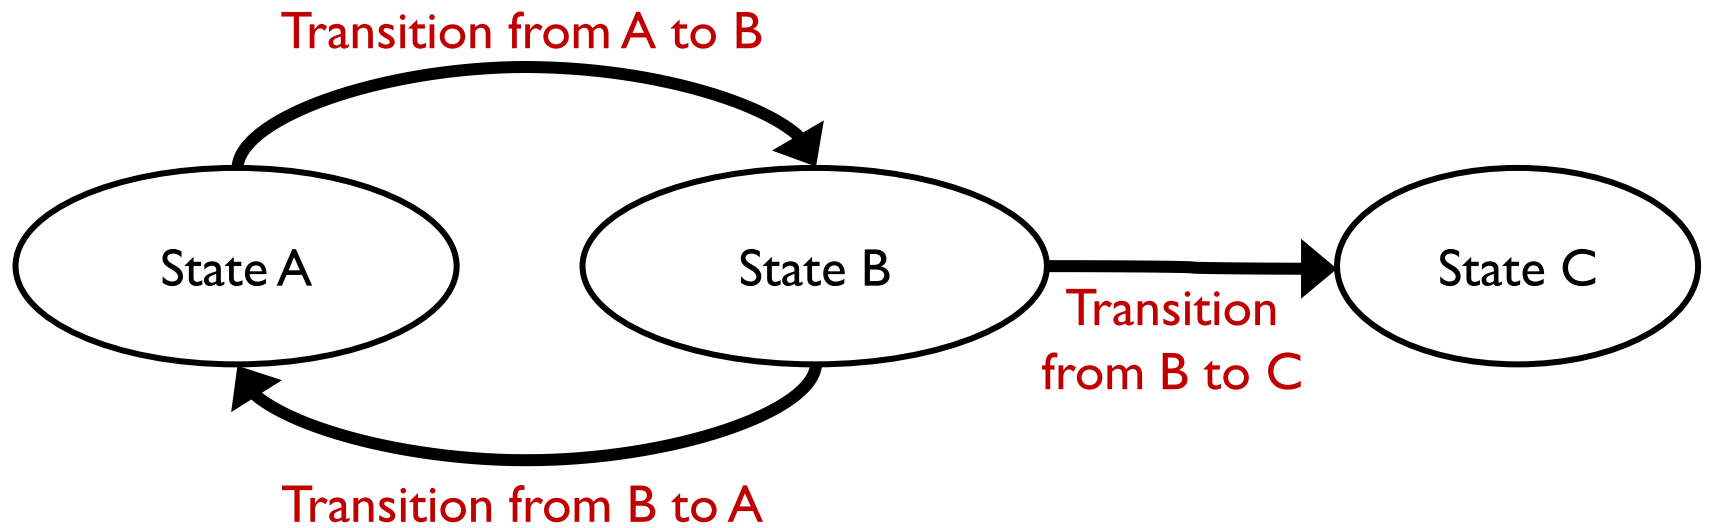 Transition from A to B
State A
State B
State C
Transition
from B to C
Transition from B to A